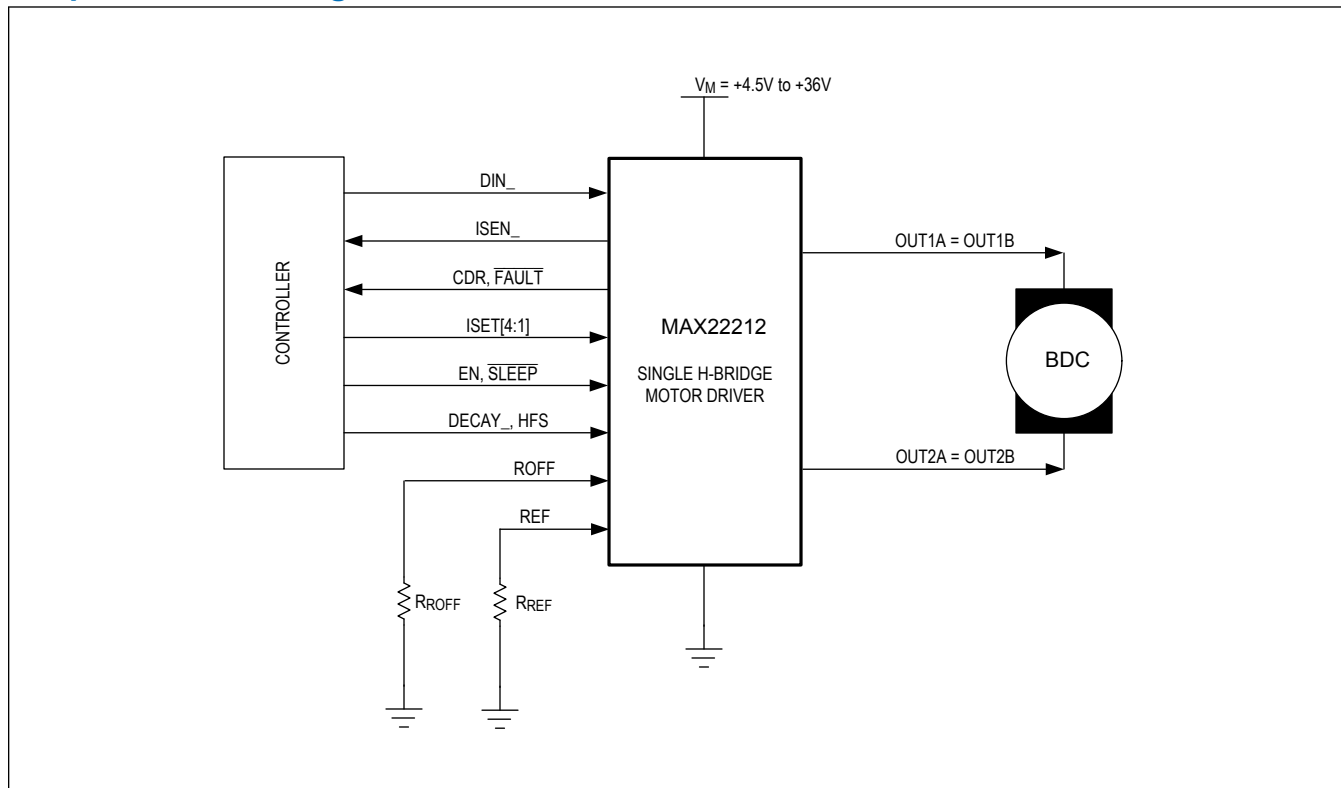 VM = +4.5V to +36V
CONTROLLER
DIN_
ISEN_
CDR, FAULT
ISET[4:1]
EN, SLEEP
DECAY_, HFS
ROFF
REF
RROFF
RREF
MAX22212
SINGLE H-BRIDGE
MOTOR DRIVER
OUT1A = OUT1B
BDC
OUT2A = OUT2B